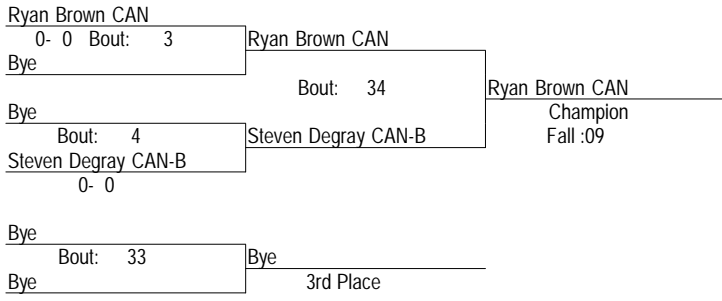 Ryan Brown CAN
0- 0 Bout: 3
Ryan Brown CAN
Bye
Bout: 34
Ryan Brown CAN
Bye
Champion
Bout: 4
Steven Degray CAN-B
Fall :09
Steven Degray CAN-B
0- 0
Bye
Bout: 33
Bye
Bye
3rd Place